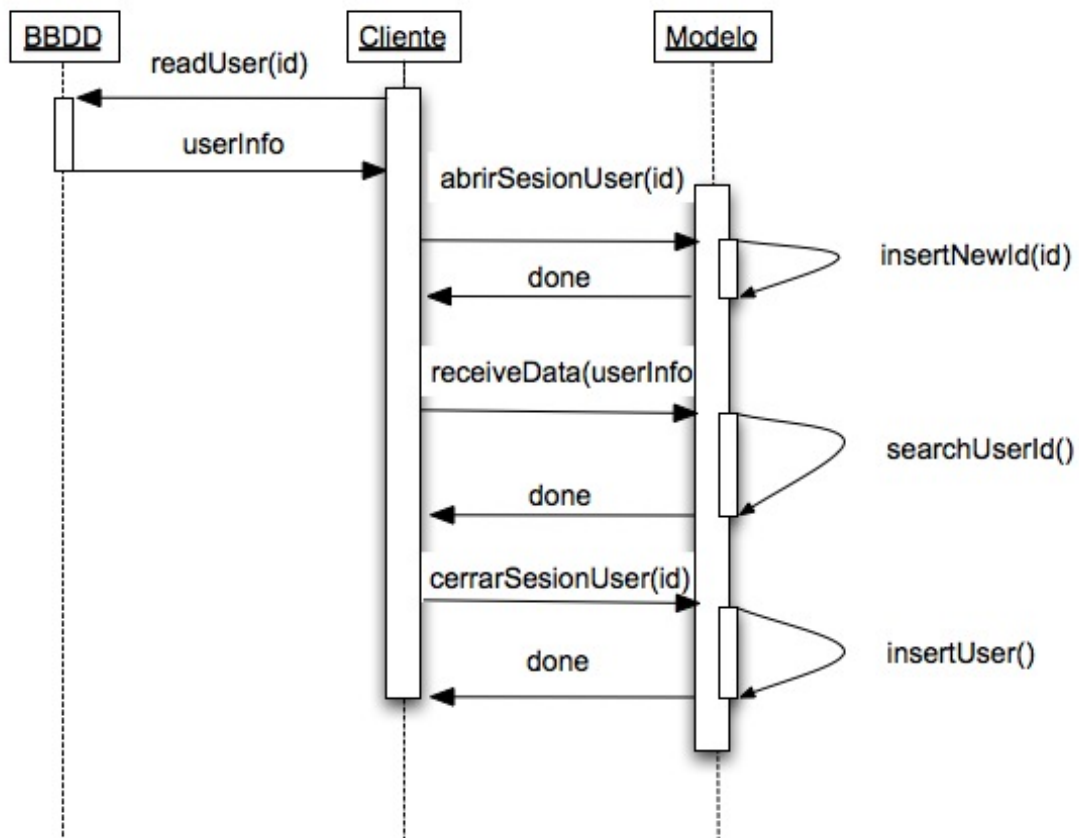 BBDD
Cliente
Modelo
readUser(id)
userInfo
abrirSesionUser(id)
insertNewId(id)
done
receiveData(userInfo
searchUserId()
done
cerrarSesionUser(id)
insertUser()
done